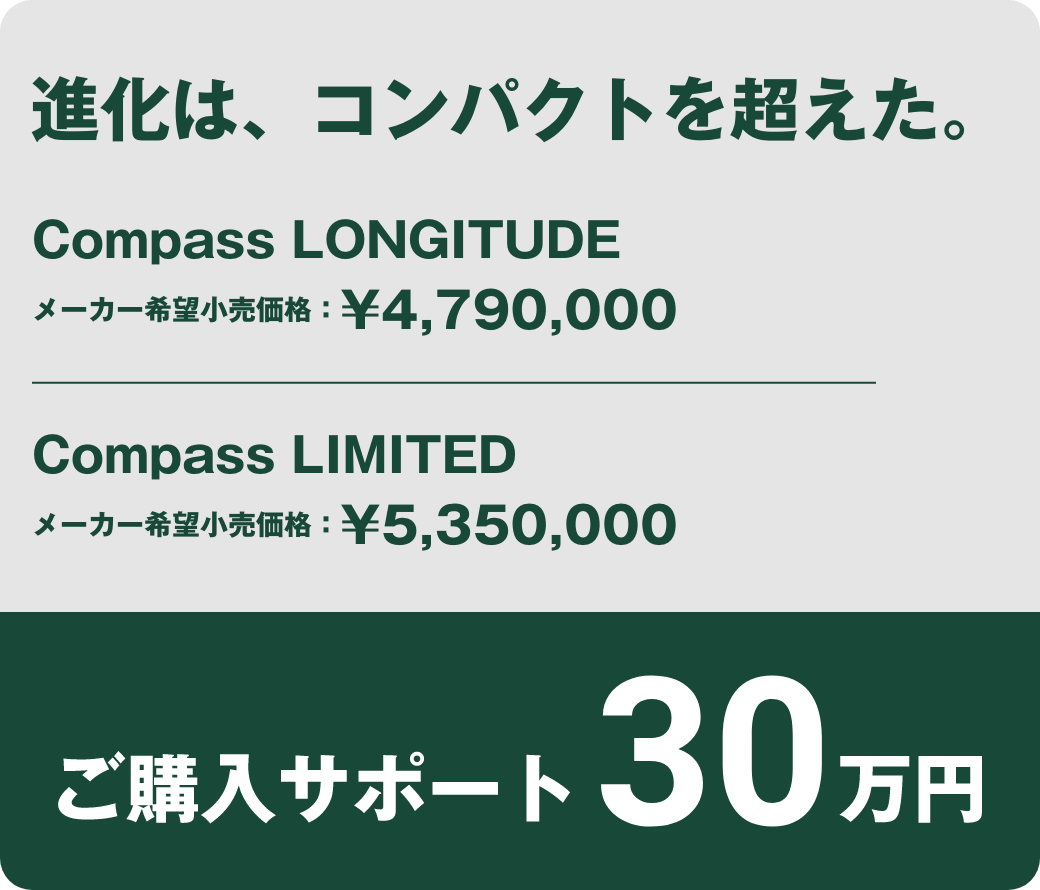 進化は、コンパクトを超えた。
Compass LONGITUDE
メーカー希望小売価格：¥4,790,000
Compass LIMITED
メーカー希望小売価格：¥5,350,000
ご購入サポート30万円